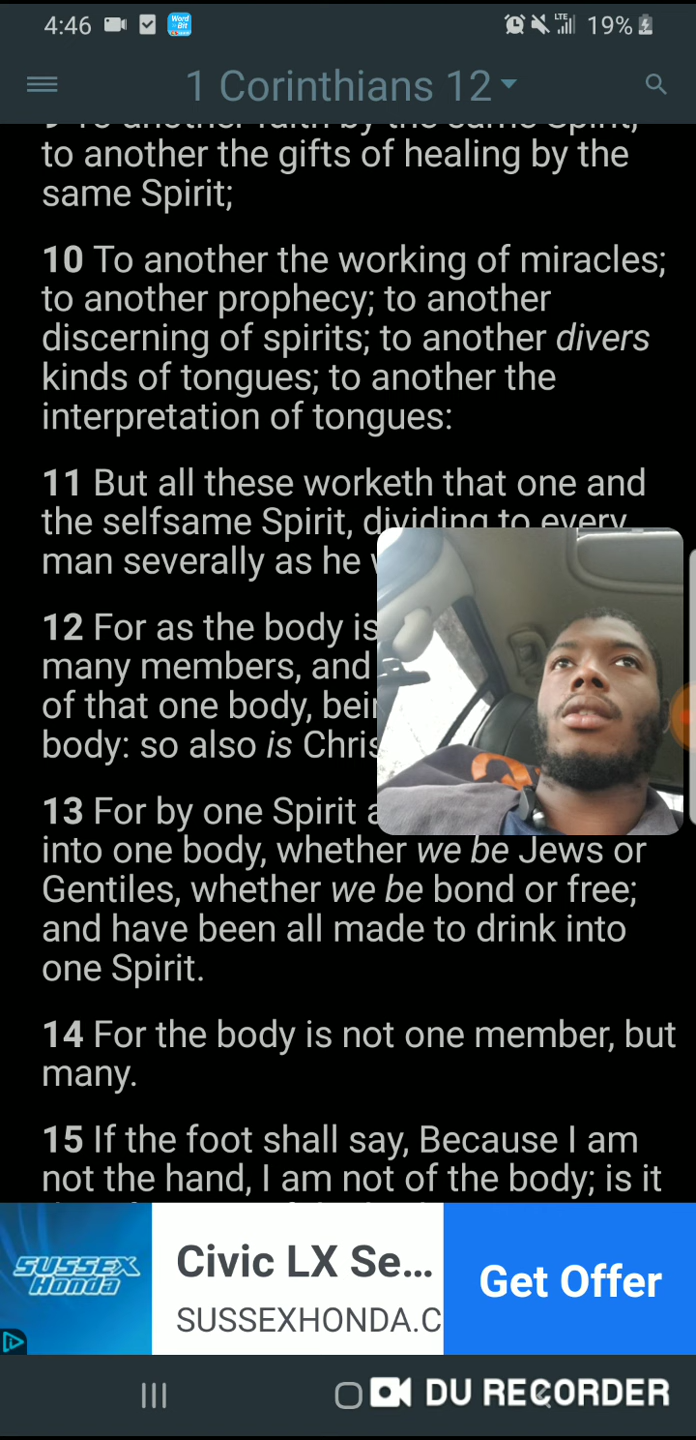 4:46
Word
Bit
LTE
19%
1 Corinthians 12
to another the gifts of healing by the
same Spirit;
10 To another the working of miracles;
to another prophecy; to another
discerning of spirits; to another divers
kinds of tongues; to another the
interpretation of tongues:
11 But all these worketh that one and
the selfsame Spirit, dividing to every
man severally as he
12 For as the body is
many members, and
of that one body,
body: so also is
13 For by one Spirit
into one body, whether we be Jews or
Gentiles, whether we be bond or free;
and have been all made to drink into
one Spirit.
14 For the body is not one member, but
many.
15 If the foot shall say, Because I am
not the hand, I am not of the body; is it
SUSSEX
Honda
Civic LX Se...
SUSSEXHONDA.C
Get Offer
DU RECORDER